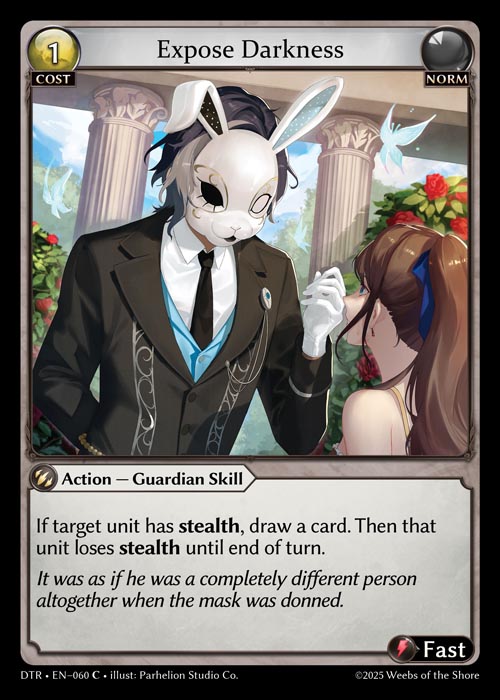 1
Expose Darkness
COST
NORM
Action — Guardian Skill
If target unit has stealth, draw a card. Then that
unit loses stealth until end of turn.
It was as if he was a completely different person
altogether when the mask was donned.
Fast
DTR • EN–060 C • illust: Parhelion Studio Co.
©2025 Weebs of the Shore